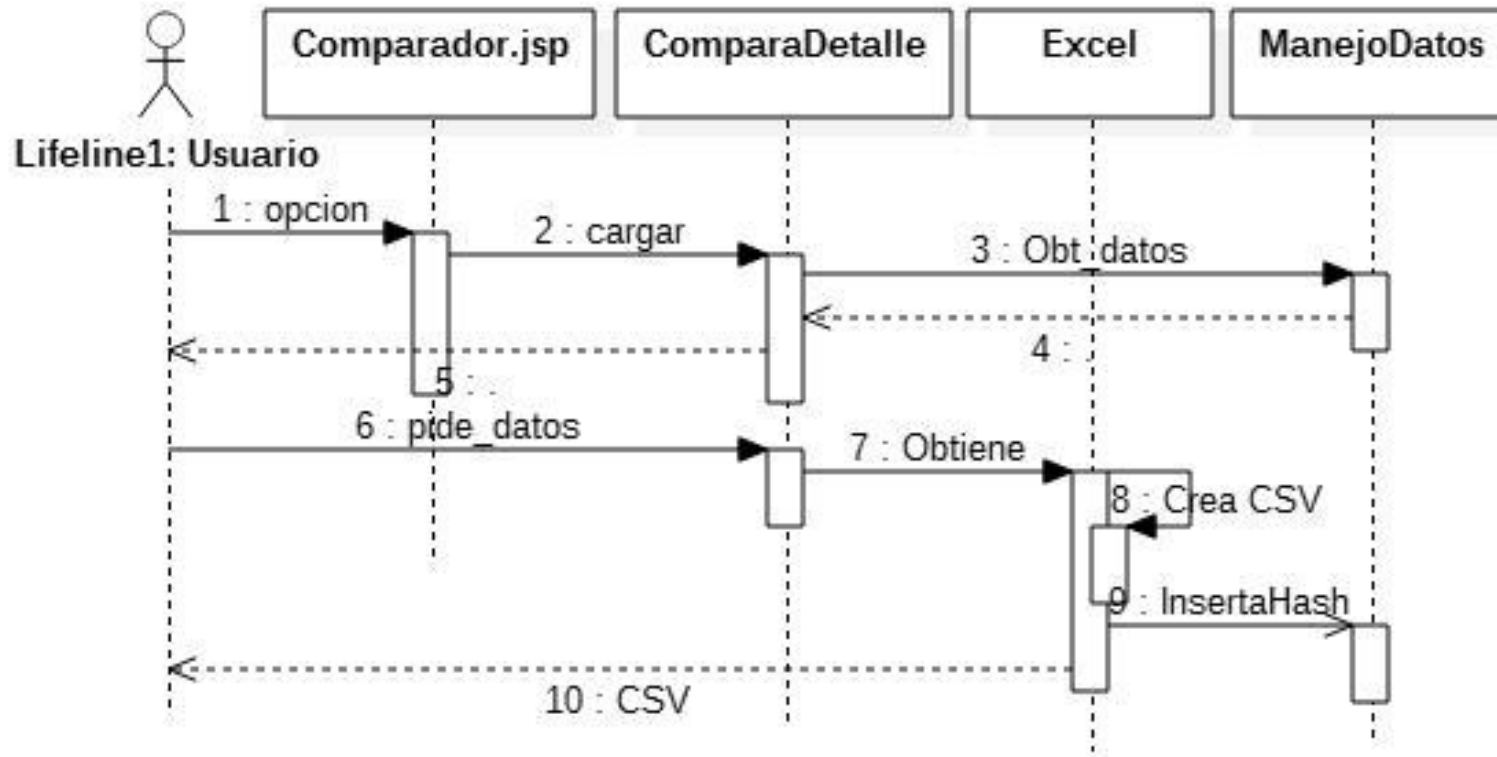 Comparador.jsp
ComparaDetalle
Excel
ManejoDatos
Lifeline1: Usuario
1 : opcion
2 : cargar
3 : Obt_datos
4 : .
5 : .
6 : pide_datos
7 : Obtiene
8 : Crea CSV
9 : InsertaHash
10 : CSV